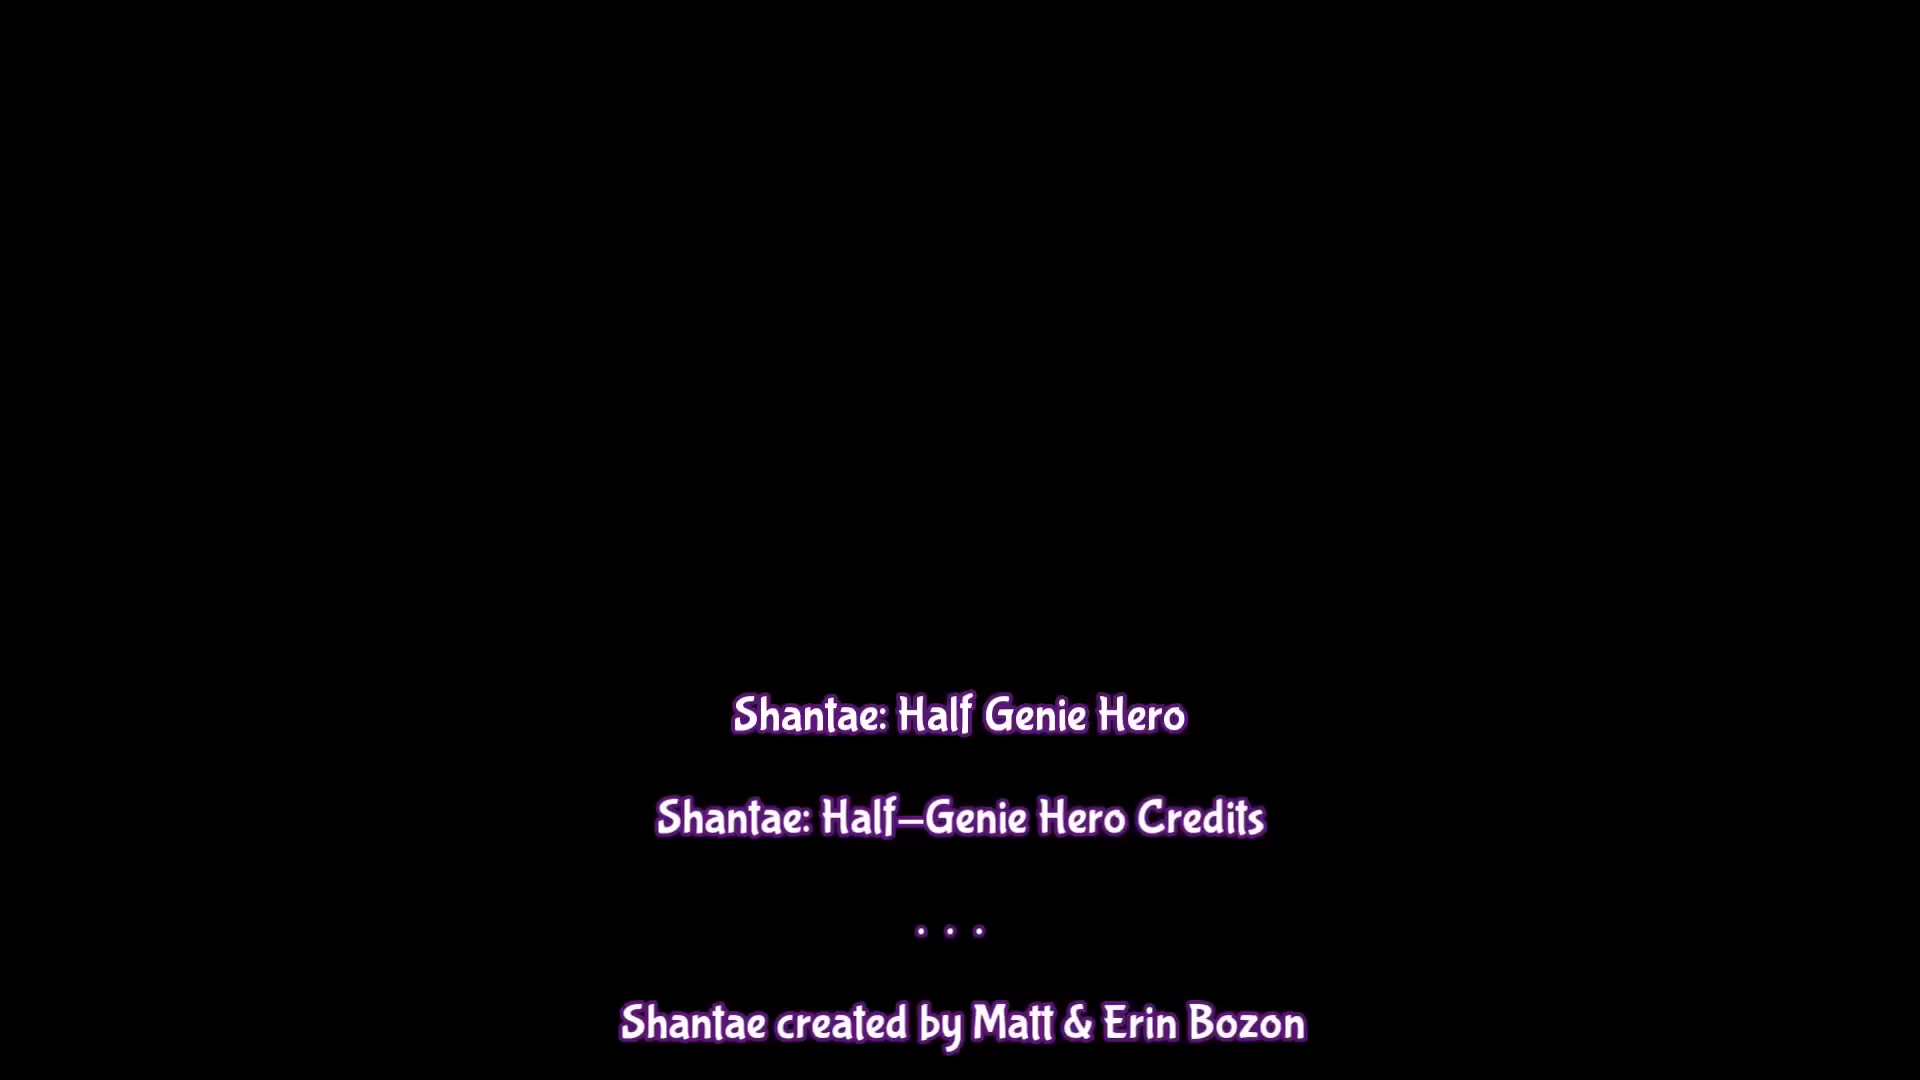 Shantae: Half Genie Hero
Shantae: Half-Genie Hero Credits
. . .
Shantae created by Matt & Erin Bozon